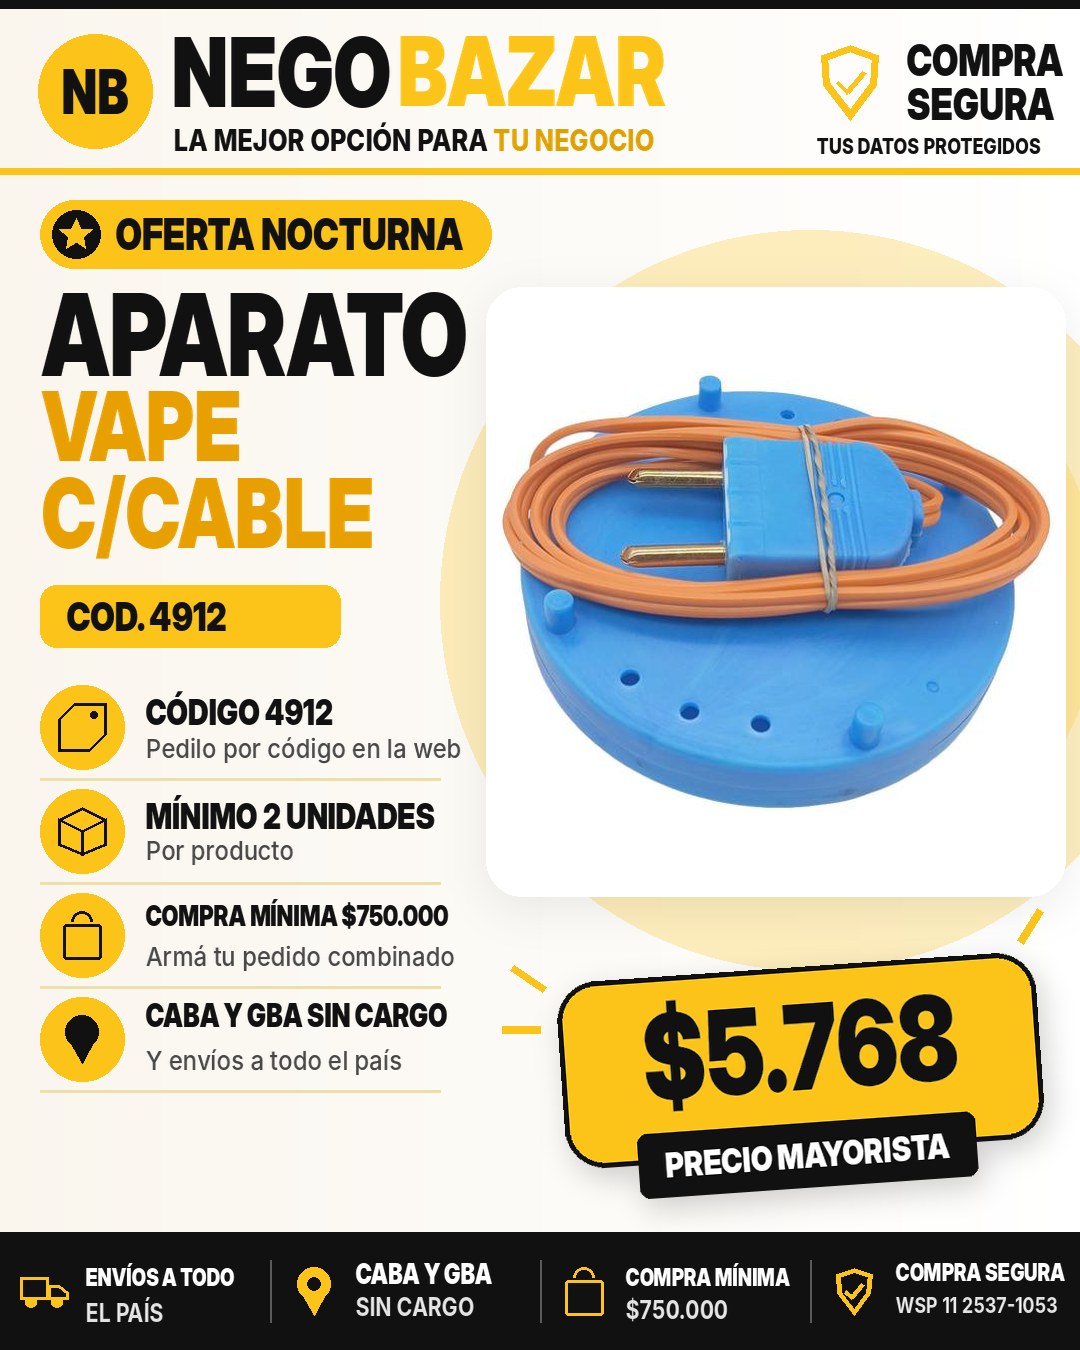 NB
NEGOBAZAR
LA MEJOR OPCIÓN PARA TU NEGOCIO
COMPRA
SEGURA
TUS DATOS PROTEGIDOS
OFERTA NOCTURNA
APARATO
VAPE
C/CABLE
COD. 4912
CÓDIGO 4912
Pedilo por código en la web
MÍNIMO 2 UNIDADES
Por producto
COMPRA MÍNIMA $750.000
Armá tu pedido combinado
CABA Y GBA SIN CARGO
Y envíos a todo el país
$5.768
PRECIO MAYORISTA
ENVÍOS A TODO
EL PAÍS
CABA Y GBA
SIN CARGO
COMPRA MÍNIMA
$750.000
COMPRA SEGURA
WSP 11 2537-1053